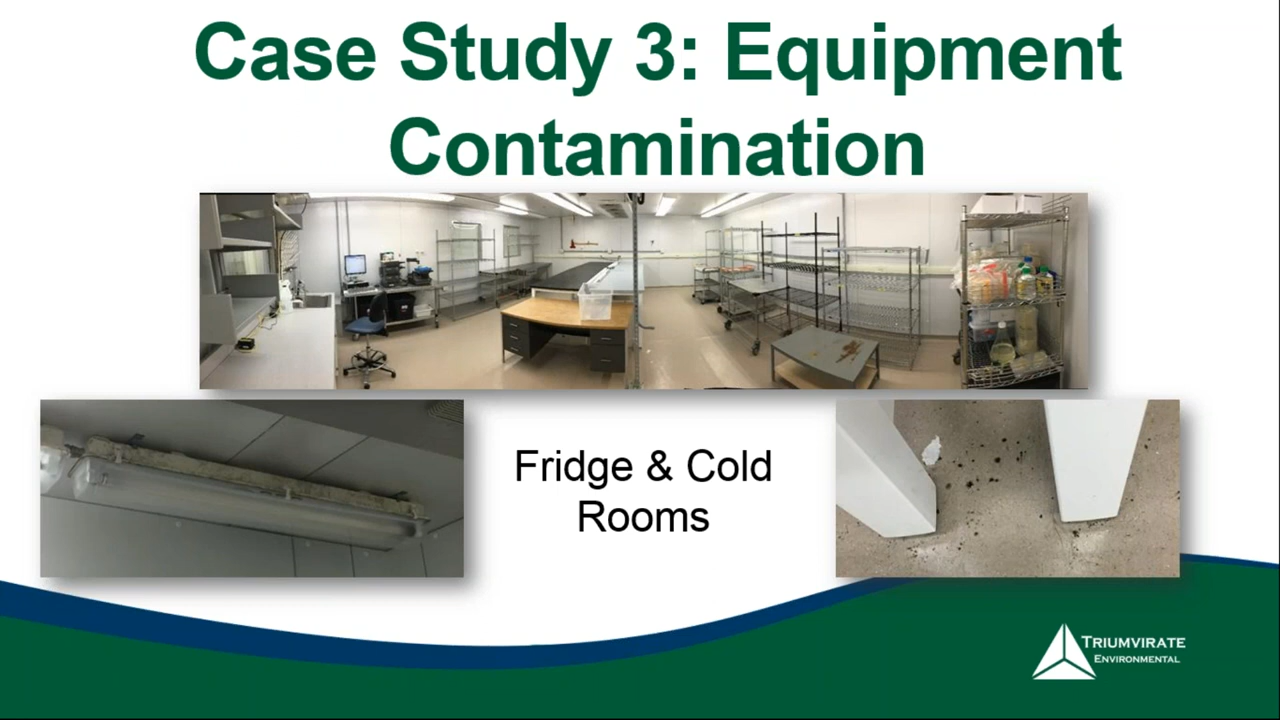 Case Study 3: Equipment
Contamination
Fridge & Cold
Rooms
TRIUMVIRATE
ENVIRONMENTAL